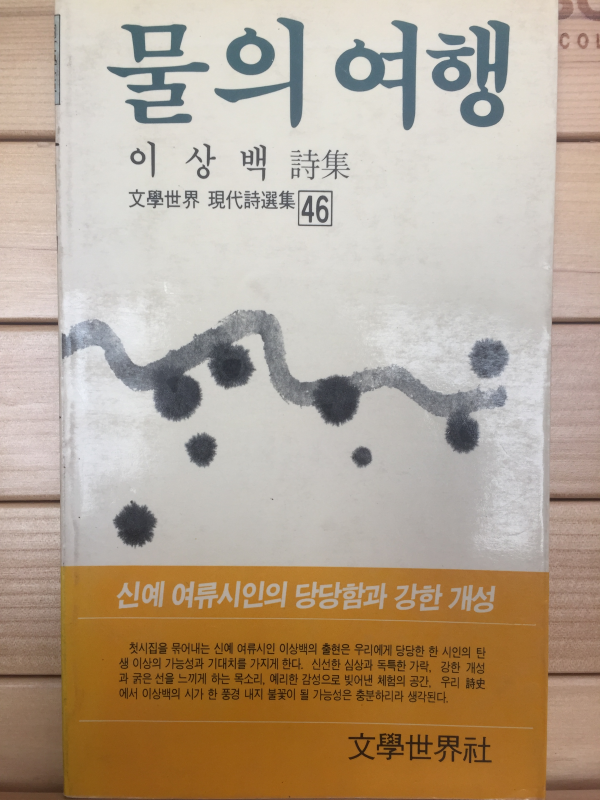 물의 여행
이 상 백 詩集
文學世界 現代詩選集 46
신예 여류시인의 당당함과 강한 개성
첫시집을 묶어내는 신예 여류시인 이상백의 출현은 우리에게 당당한 한 시인의 탄
생 이상의 가능성과 기대치를 가지게 한다. 신선한 심상과 독특한 가락, 강한 개성
과 굵은 선을 느끼게 하는 목소리, 예리한 감성으로 빚어낸 체험의 공간, 우리 詩史
에서 이상백의 시가 한 풍경 내지 불꽃이 될 가능성은 충분하리라 생각된다.
文學世界社